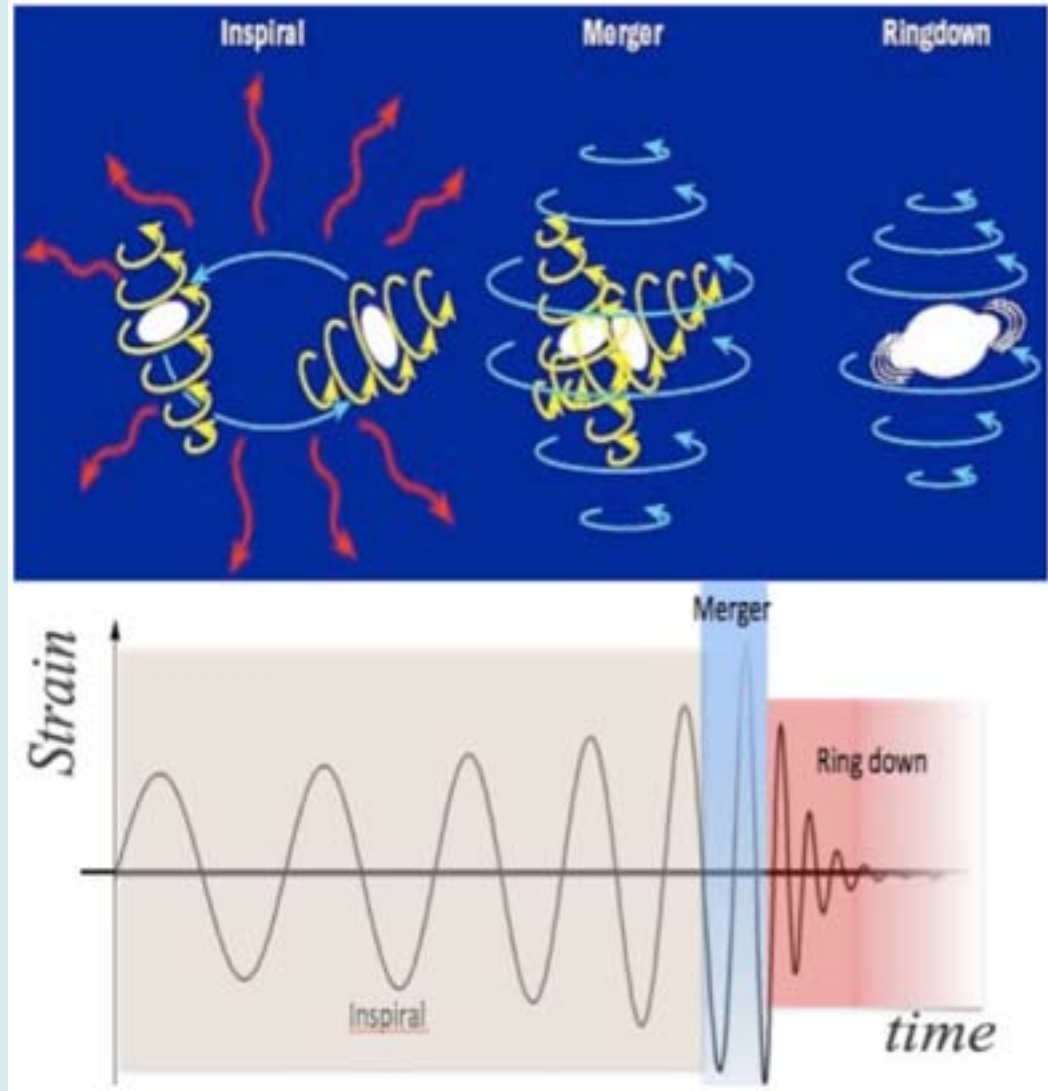 Inspiral Merger Ringdown
Merger
Strain
Ring down
Inspiral
time